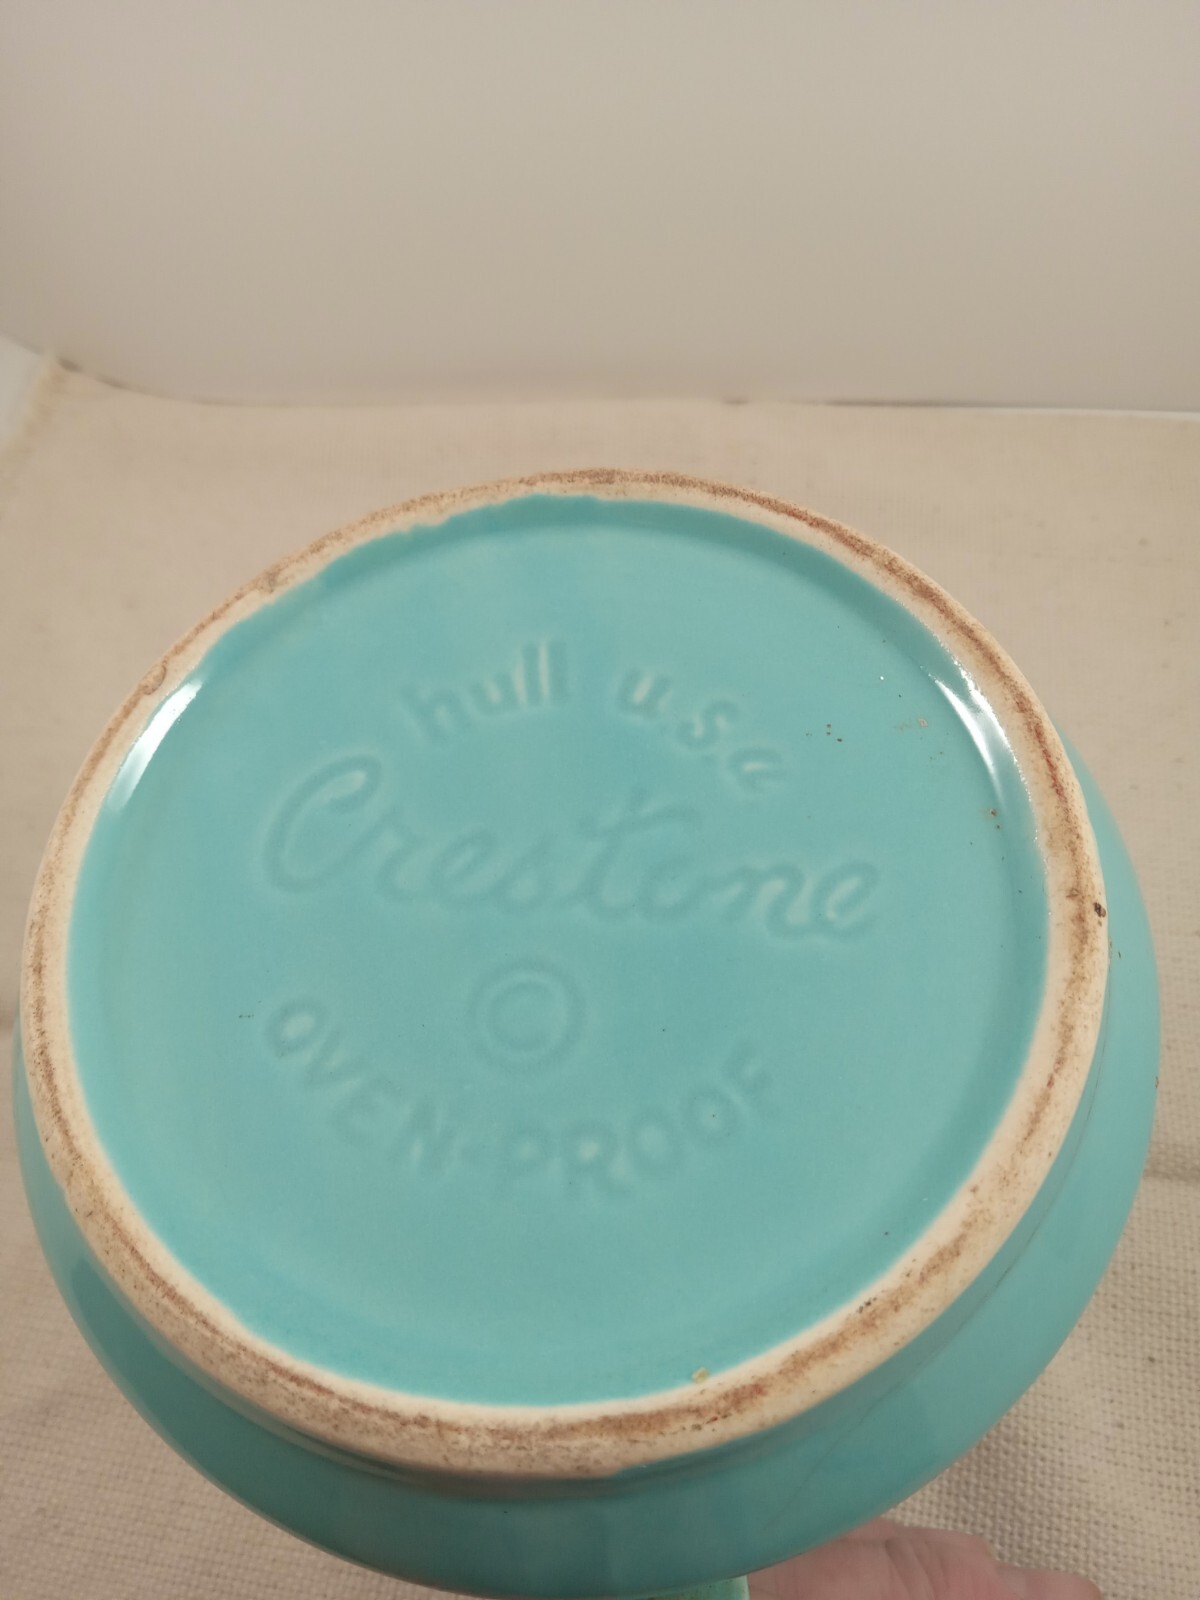 hull u.s.a
Crestone
©
OVEN-PROOF